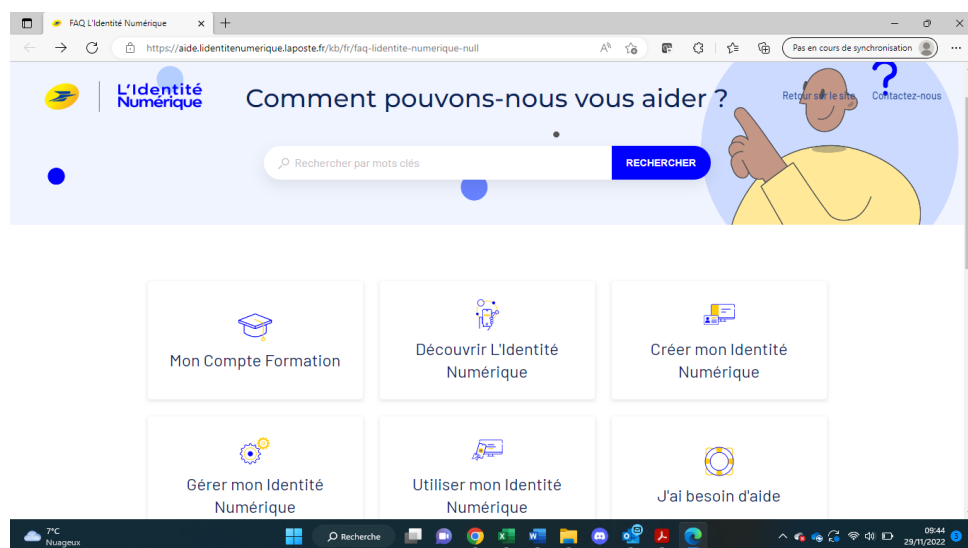 FAQ L'Identité Numérique
https://aide.lidentitenumerique.laposte.fr/kb/fr/faq-lidentite-numerique-null
Pas en cours de synchronisation
L'Identité
Numérique
Comment pouvons-nous vous aider ?
Retour sur le site
Contactez-nous
?
Rechercher par mots clés
RECHERCHER
Mon Compte Formation
Découvrir L'Identité
Numérique
Créer mon Identité
Numérique
Gérer mon Identité
Numérique
Utiliser mon Identité
Numérique
J'ai besoin d'aide
7°C
Nuageux
Recherche
09:44
29/11/2022
3